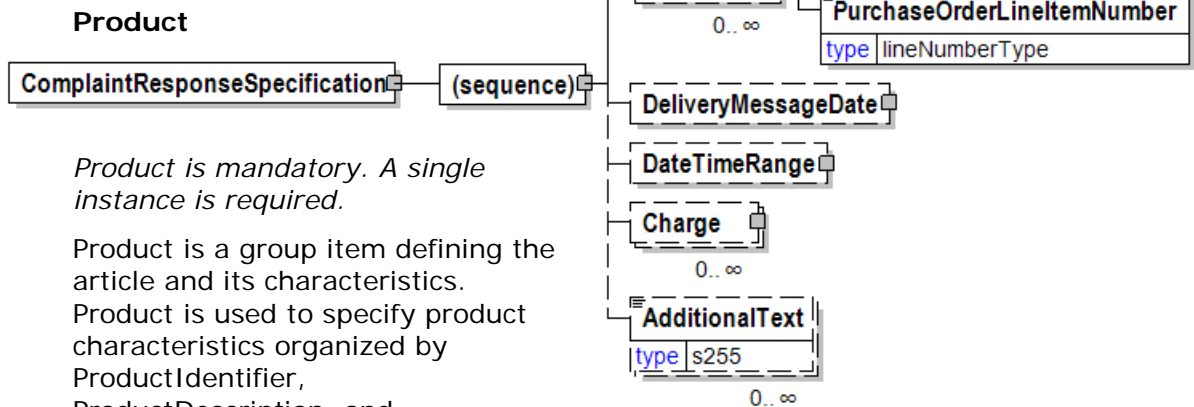 Product
0.. ∞
PurchaseOrderLineItemNumber
type lineNumberType
ComplaintResponseSpecification
(sequence)
DeliveryMessageDate
DateTimeRange
Charge
0.. ∞
AdditionalText
type s255
0.. ∞
Product is mandatory. A single
instance is required.
Product is a group item defining the
article and its characteristics.
Product is used to specify product
characteristics organized by
ProductIdentifier,
ProductDescription, and